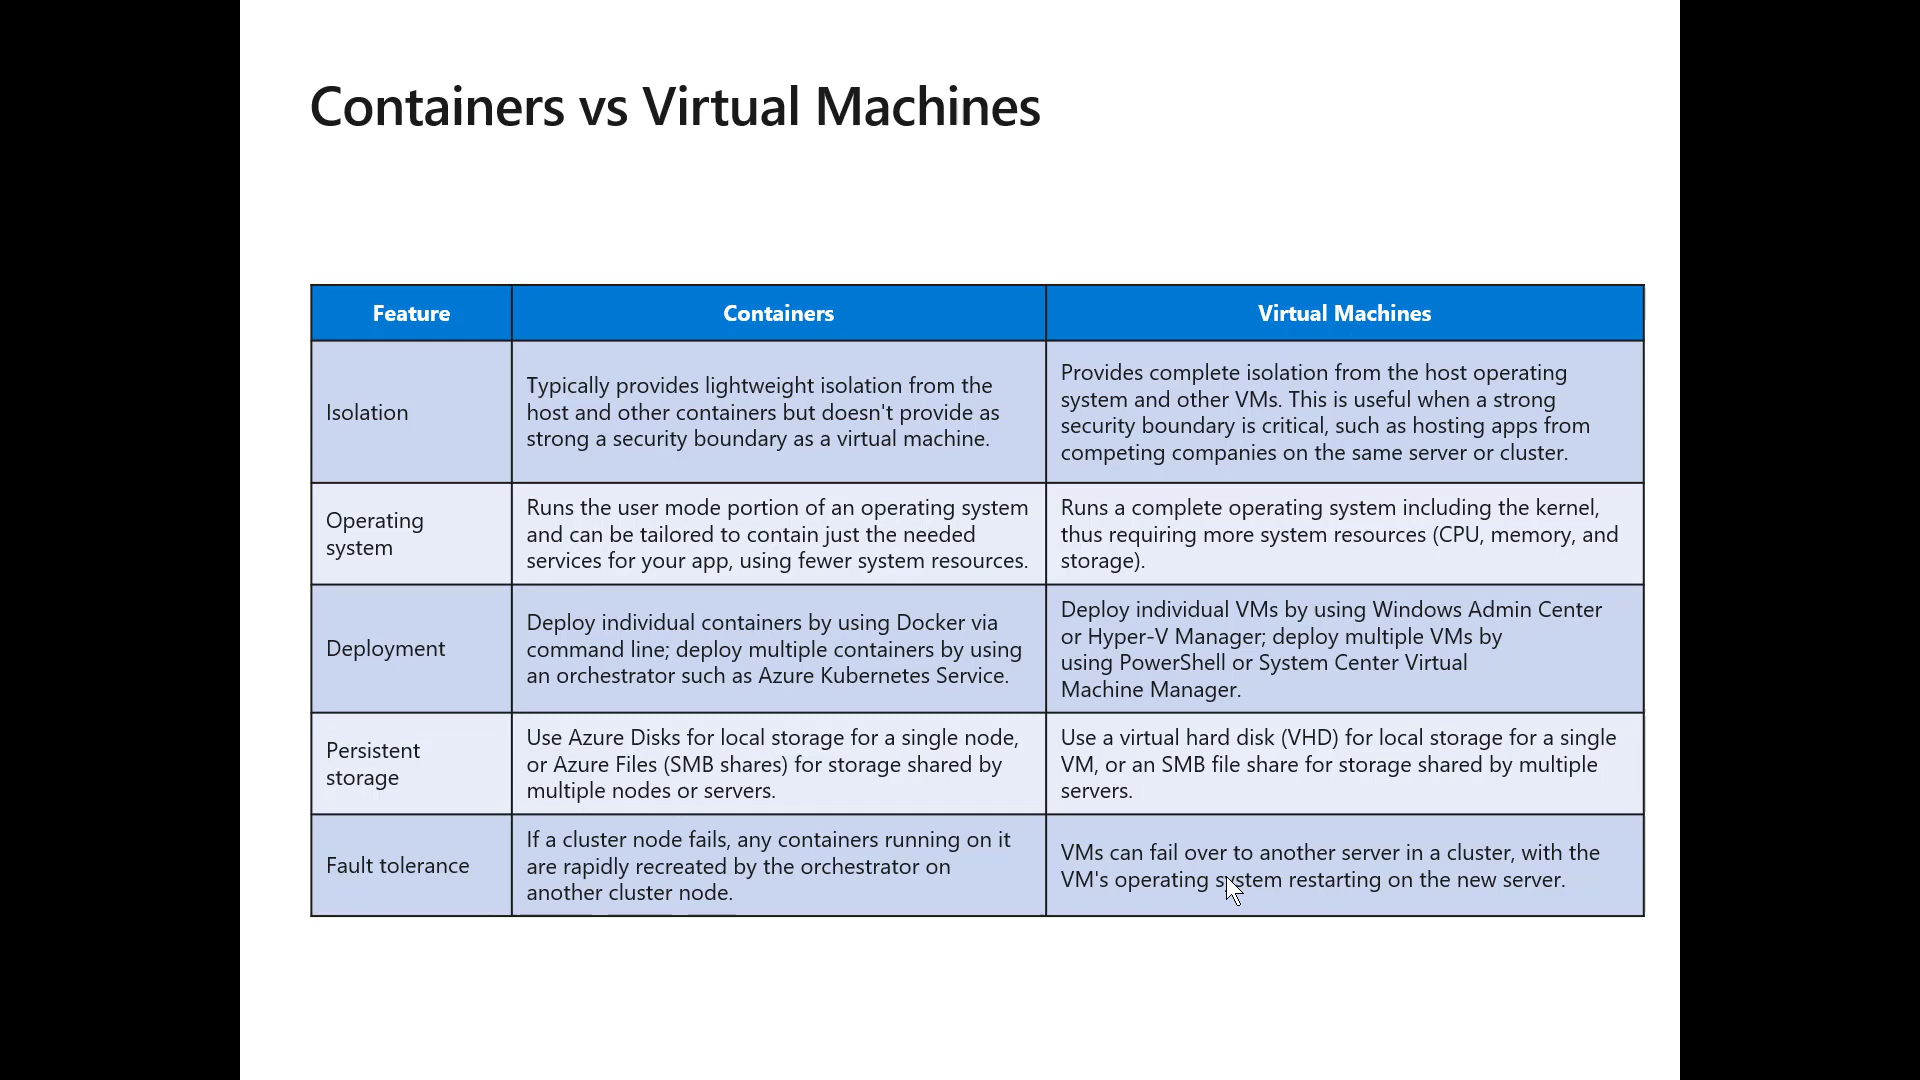 Containers vs Virtual Machines
Feature
Containers
Virtual Machines
Isolation
Typically provides lightweight isolation from the
host and other containers but doesn't provide as
strong a security boundary as a virtual machine.
Provides complete isolation from the host operating
system and other VMs. This is useful when a strong
security boundary is critical, such as hosting apps from
competing companies on the same server or cluster.
Operating
system
Runs the user mode portion of an operating system
and can be tailored to contain just the needed
services for your app, using fewer system resources.
Runs a complete operating system including the kernel,
thus requiring more system resources (CPU, memory, and
storage).
Deployment
Deploy individual containers by using Docker via
command line; deploy multiple containers by using
an orchestrator such as Azure Kubernetes Service.
Deploy individual VMs by using Windows Admin Center
or Hyper-V Manager; deploy multiple VMs by
using PowerShell or System Center Virtual
Machine Manager.
Persistent
storage
Use Azure Disks for local storage for a single node,
or Azure Files (SMB shares) for storage shared by
multiple nodes or servers.
Use a virtual hard disk (VHD) for local storage for a single
VM, or an SMB file share for storage shared by multiple
servers.
Fault tolerance
If a cluster node fails, any containers running on it
are rapidly recreated by the orchestrator on
another cluster node.
VMs can fail over to another server in a cluster, with the
VM's operating system restarting on the new server.